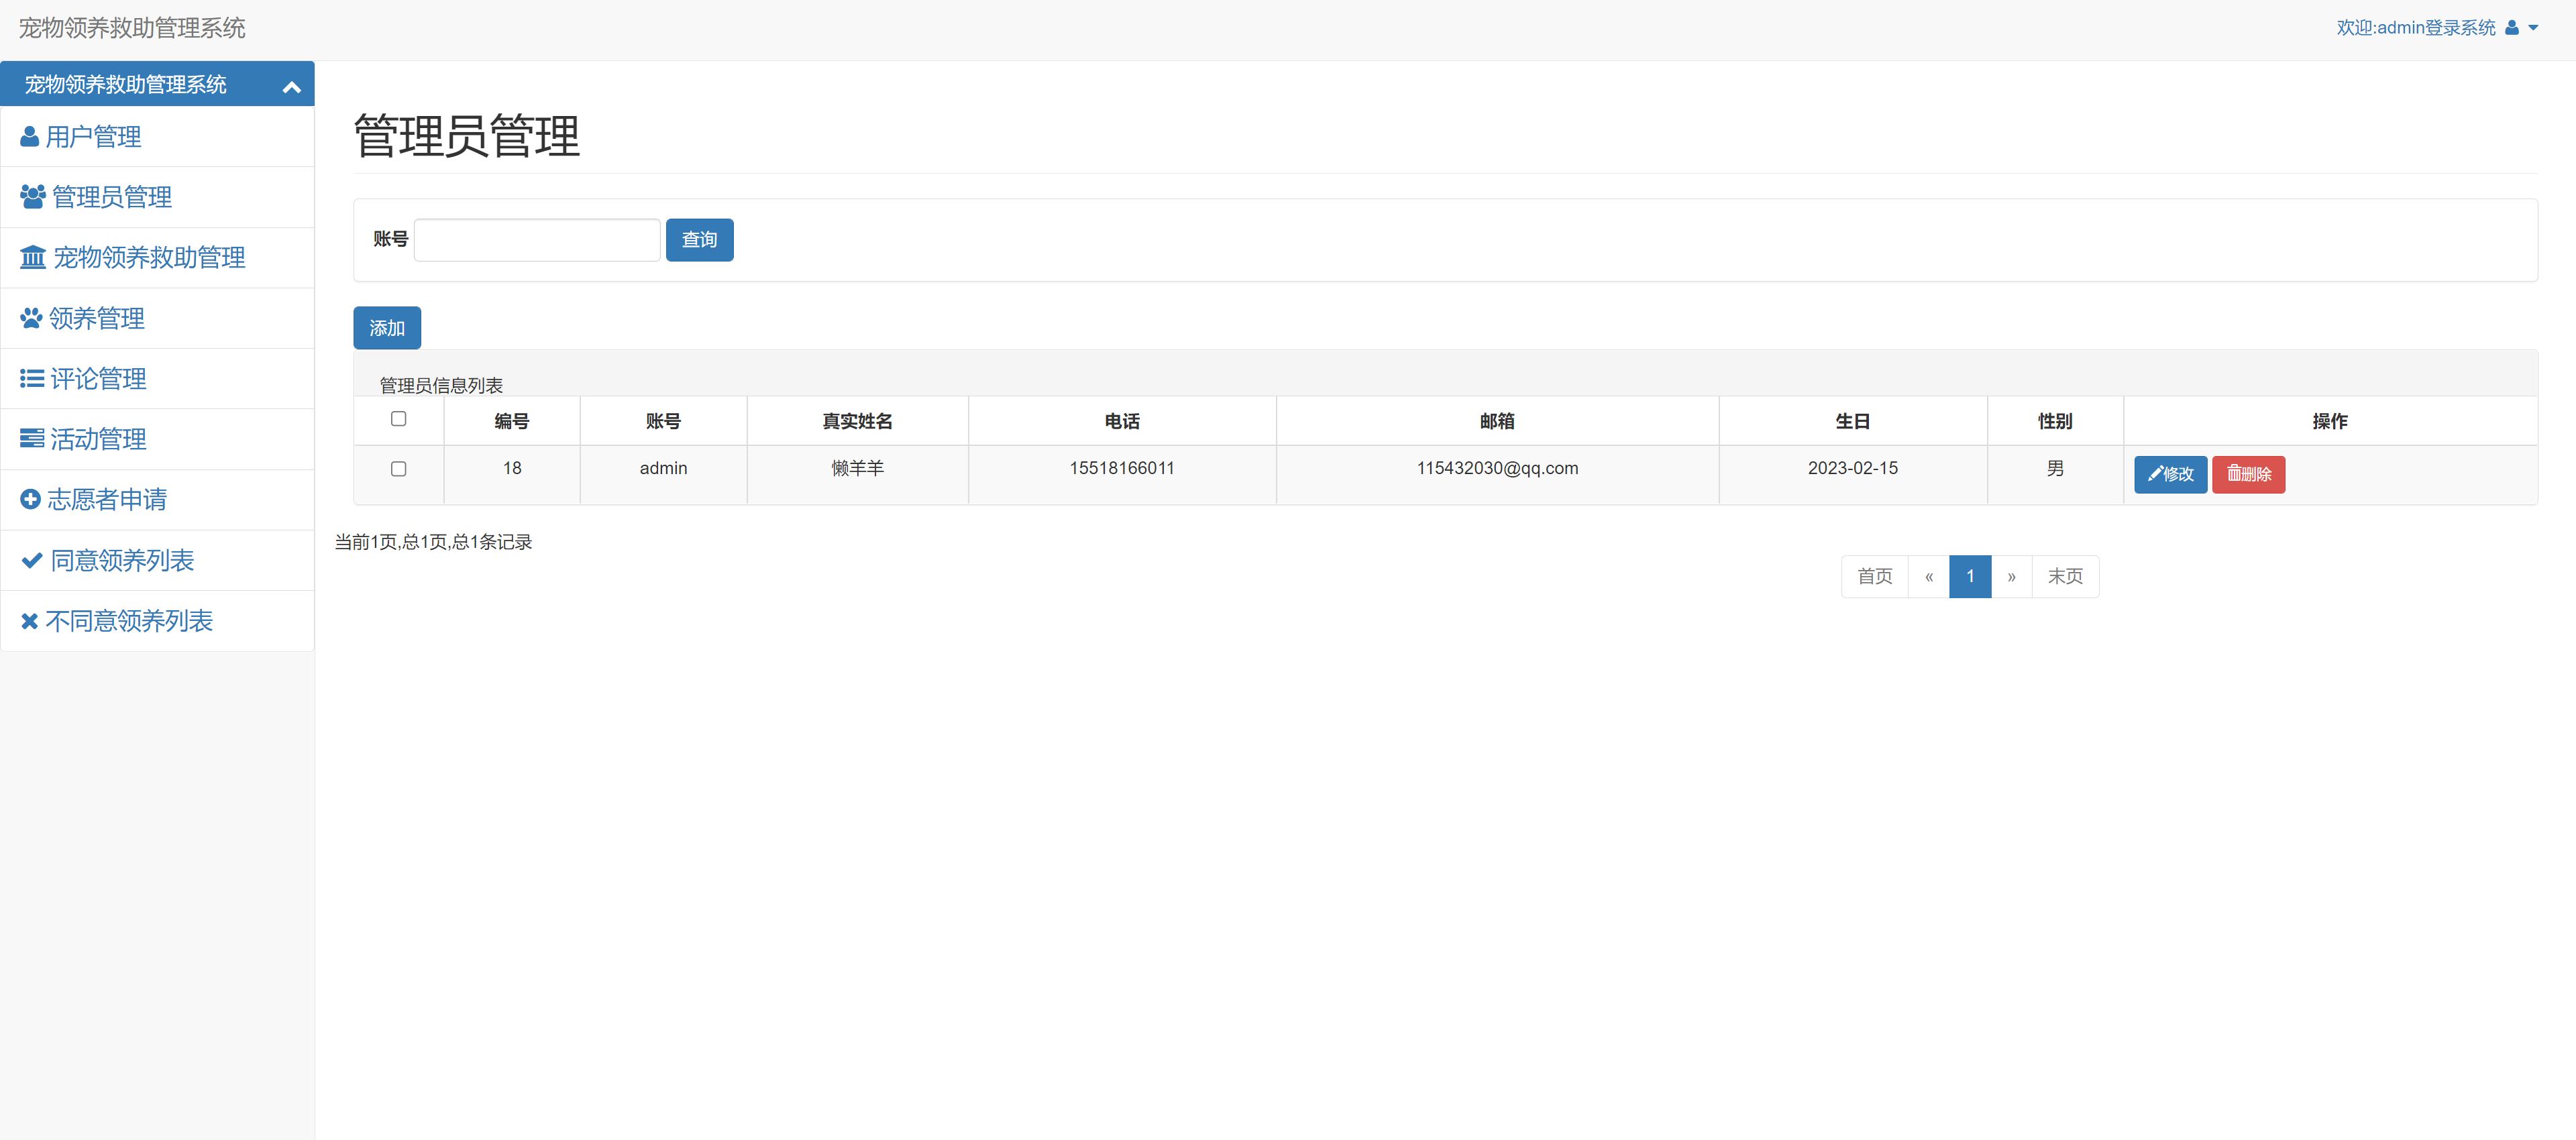 宠物领养救助管理系统
欢迎:admin登录系统
宠物领养救助管理系统
用户管理
管理员管理
宠物领养救助管理
领养管理
评论管理
活动管理
志愿者申请
同意领养列表
不同意领养列表
管理员管理
账号 查询
添加
管理员信息列表
编号 账号 真实姓名 电话 邮箱 生日 性别 操作
18 admin 懒羊羊 15518166011 115432030@qq.com 2023-02-15 男 修改 删除
当前1页,总1页,总1条记录
首页 « 1 » 末页